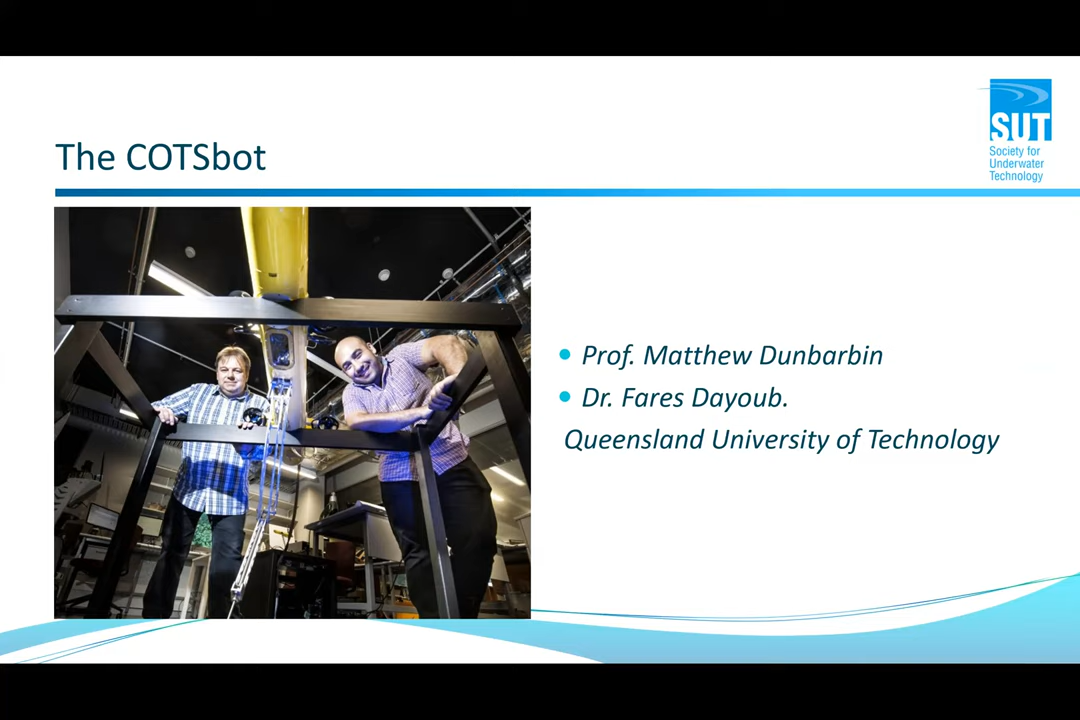 The COTSbot
SUT
Society for
Underwater
Technology
Prof. Matthew Dunbarbin
Dr. Fares Dayoub.
Queensland University of Technology